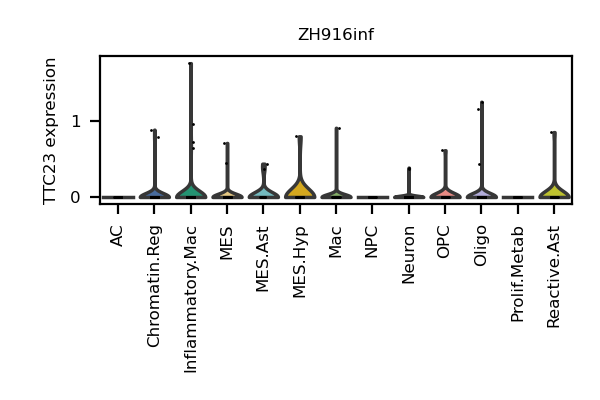 ZH916inf
TTC23 expression
1
0
AC
Chromatin.Reg
Inflammatory.Mac
MES
MES.Ast
MES.Hyp
Mac
NPC
Neuron
OPC
Oligo
Prolif.Metab
Reactive.Ast